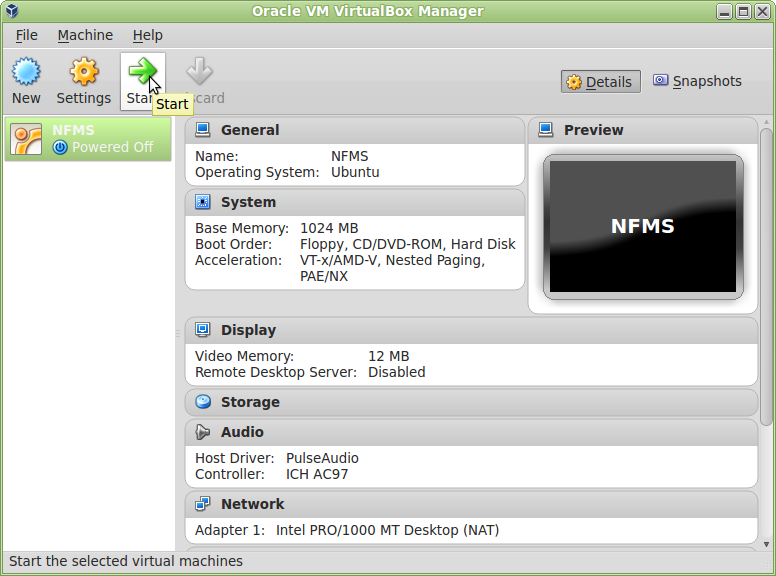 Oracle VM VirtualBox Manager
File Machine Help
New Settings Start Discard Details Snapshots
Start
NFMS
Powered Off
General
Name: NFMS
Operating System: Ubuntu
System
Base Memory: 1024 MB
Boot Order: Floppy, CD/DVD-ROM, Hard Disk
Acceleration: VT-x/AMD-V, Nested Paging,
PAE/NX
Preview
NFMS
Display
Video Memory: 12 MB
Remote Desktop Server: Disabled
Storage
Audio
Host Driver: PulseAudio
Controller: ICH AC97
Network
Adapter 1: Intel PRO/1000 MT Desktop (NAT)
Start the selected virtual machines